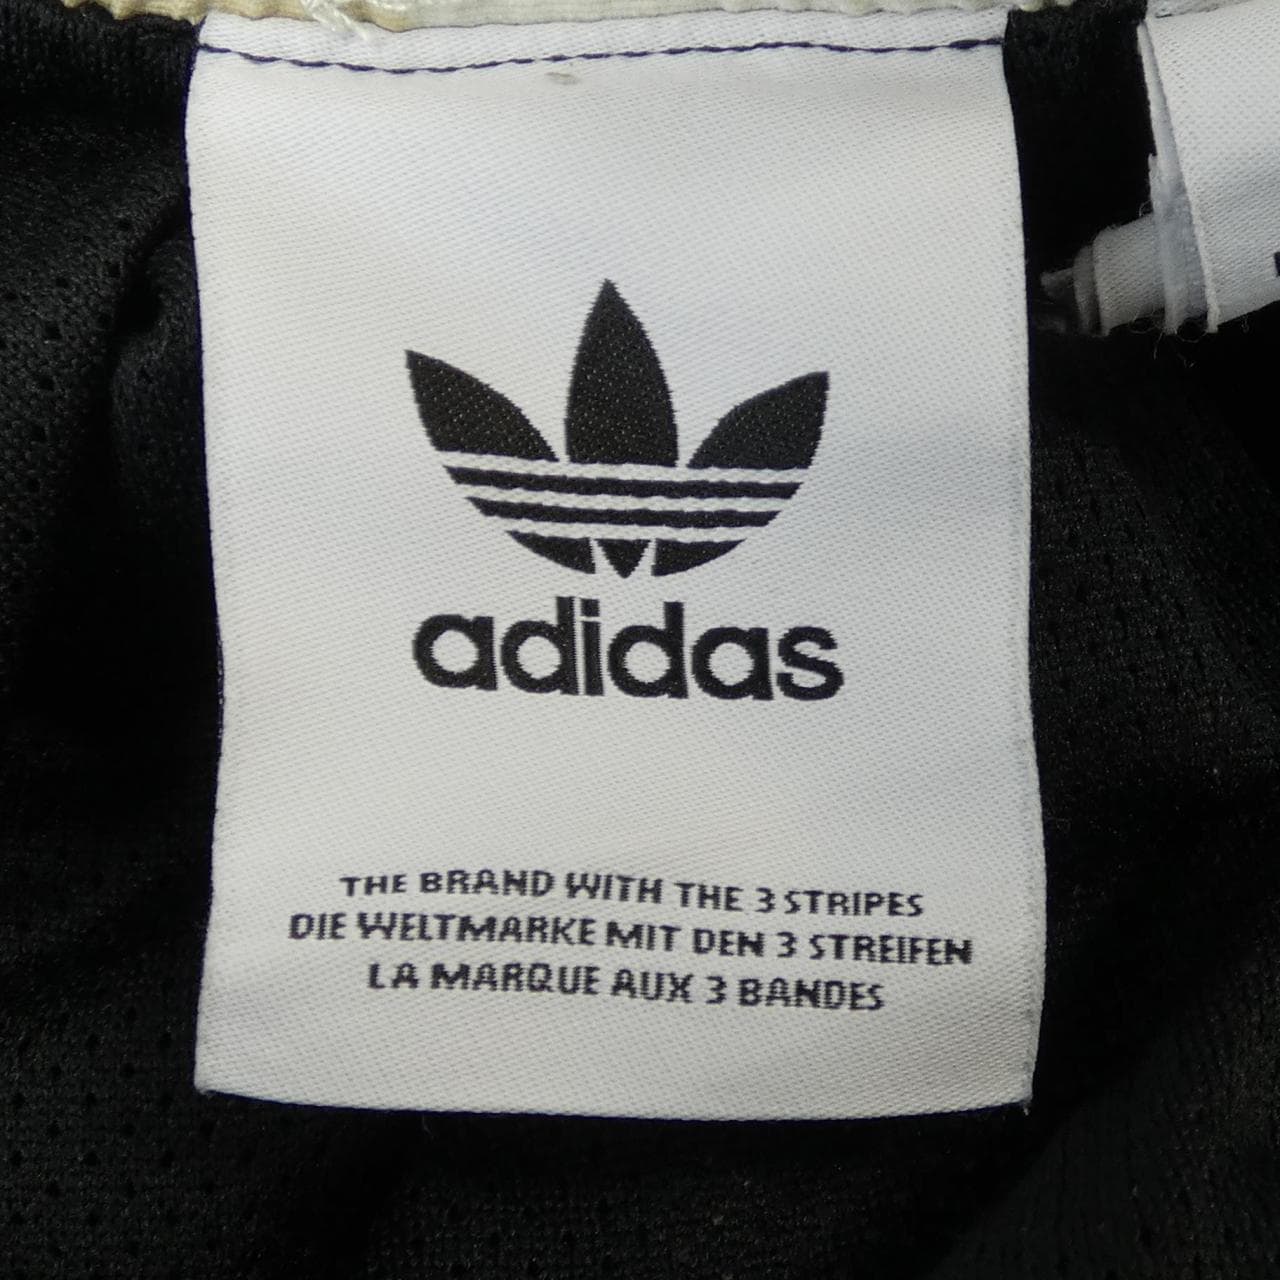 adidas
THE BRAND WITH THE 3 STRIPES
DIE WELTMARKE MIT DEN 3 STREIFEN
LA MARQUE AUX 3 BANDES